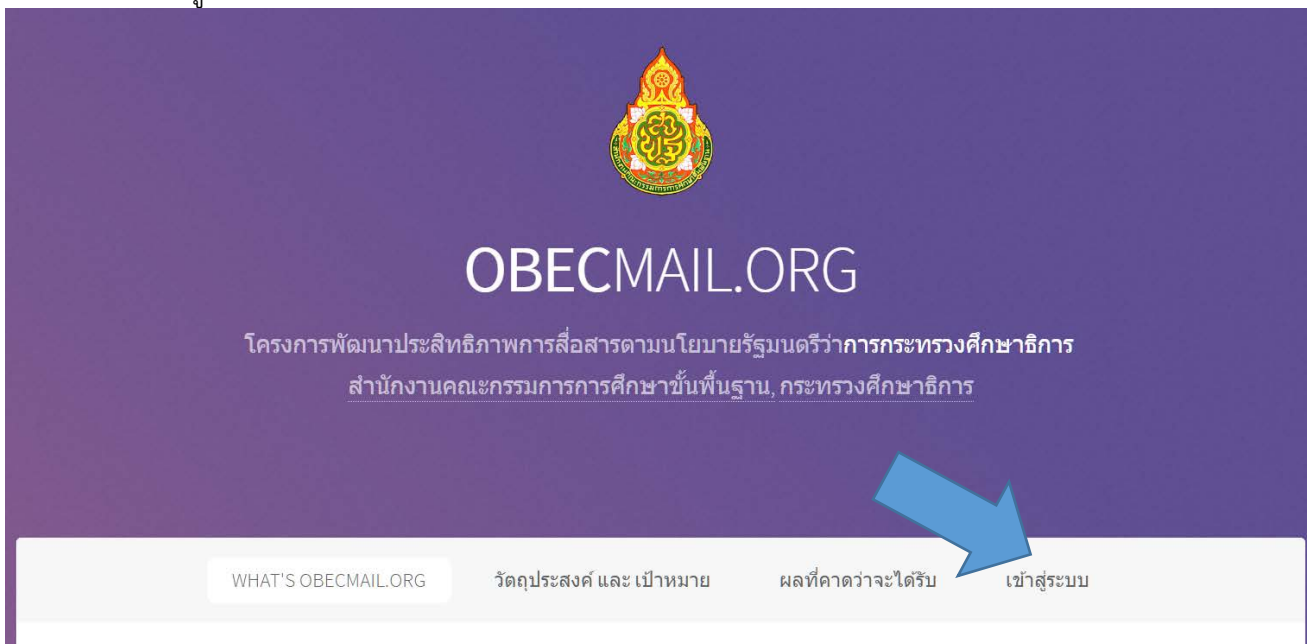 OBECMAIL.ORG
โครงการพัฒนาประสิทธิภาพการสื่อสารตามนโยบายรัฐมนตรีว่าการกระทรวงศึกษาธิการ
สำนักงานคณะกรรมการการศึกษาขั้นพื้นฐาน, กระทรวงศึกษาธิการ
WHAT'S OBECMAIL.ORG วัตถุประสงค์ และ เป้าหมาย ผลที่คาดว่าจะได้รับ เข้าสู่ระบบ